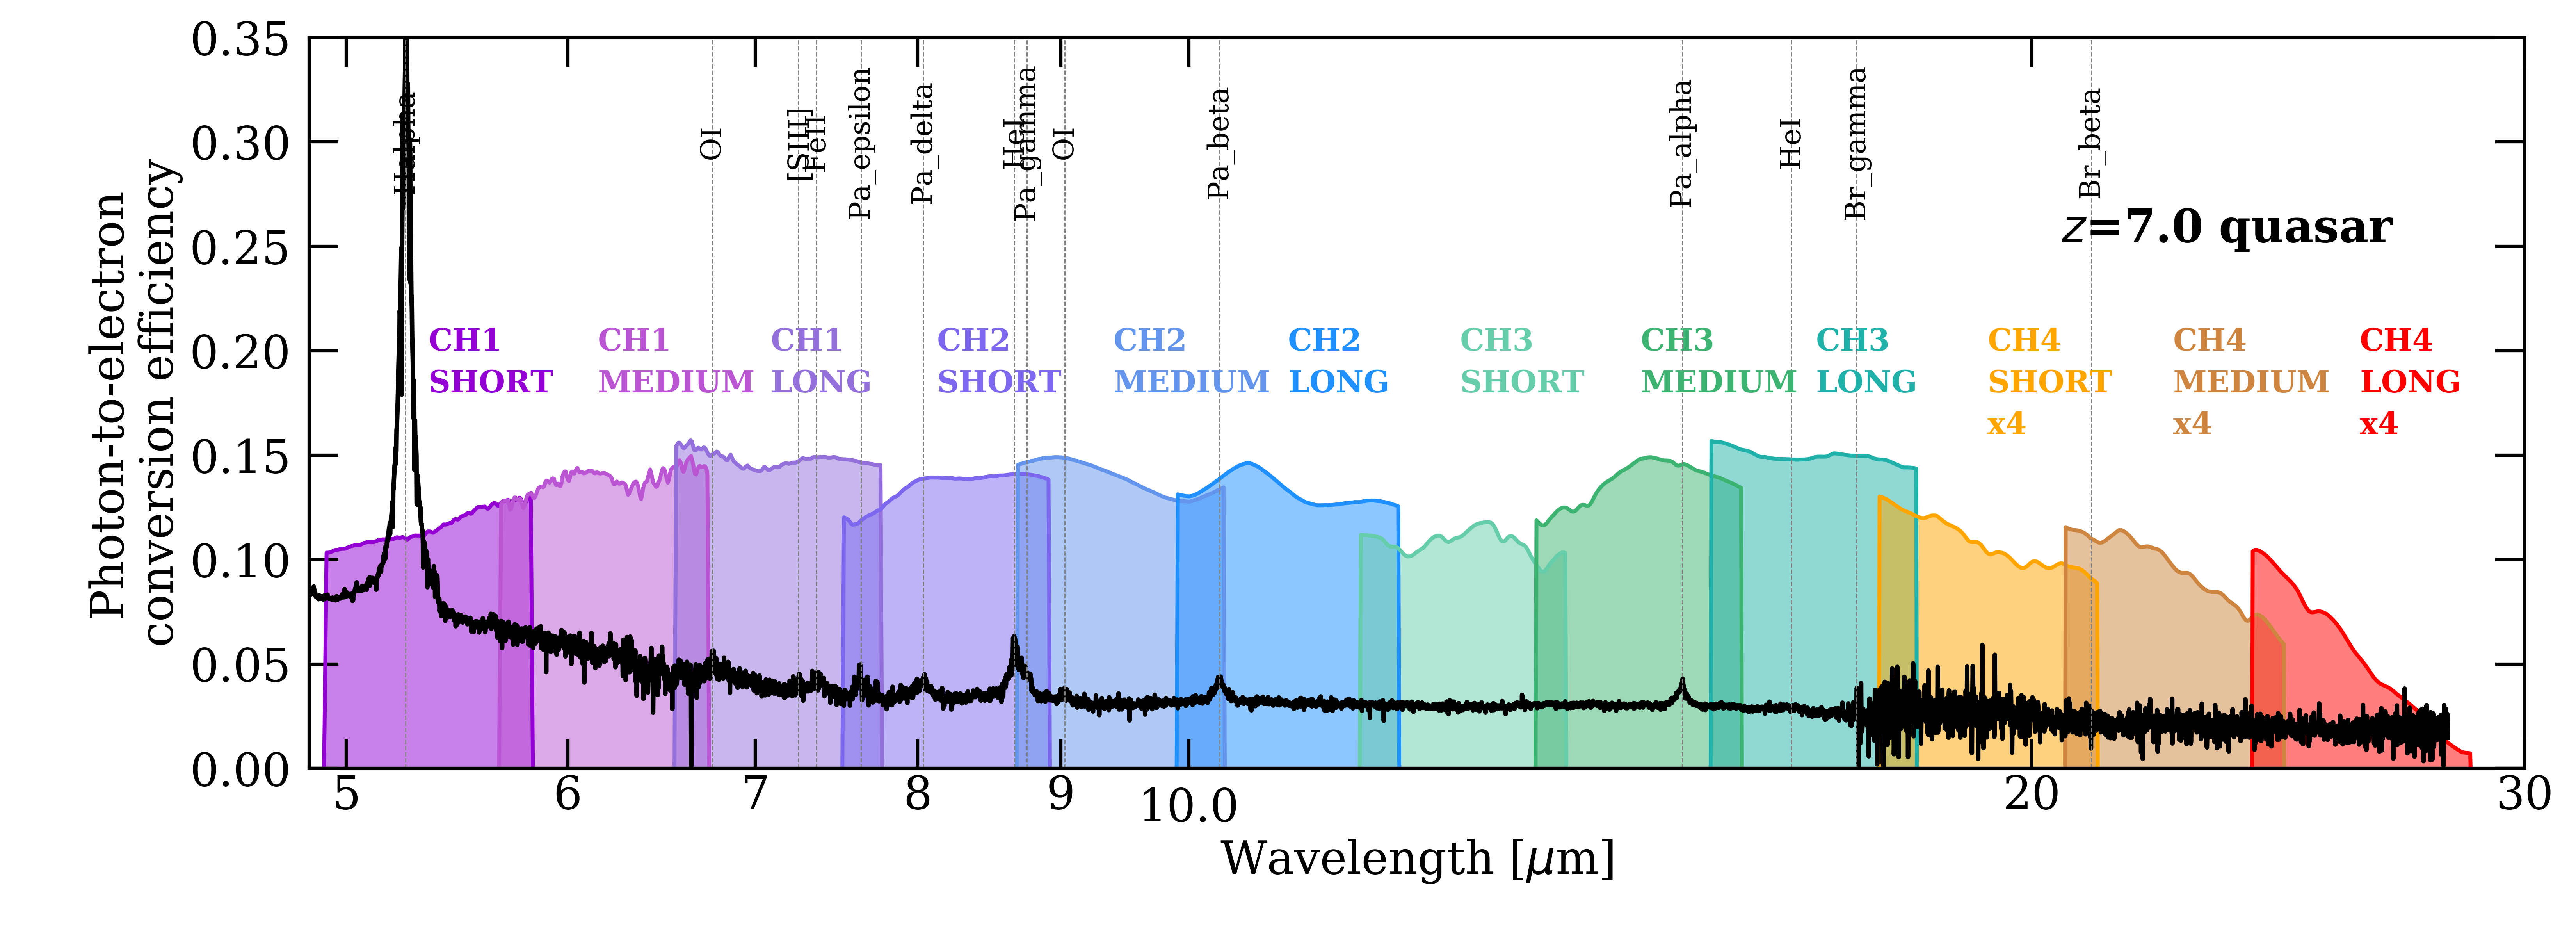 0.35
0.30
0.25
0.20
0.15
0.10
0.05
0.00
Photon-to-electron
conversion efficiency
Halpha
OI
[SIII]
FeII
Pa_epsilon
Pa_delta
HeI
Pa_gamma
OI
Pa_beta
Pa_alpha
HeI
Br_gamma
Br_beta
z=7.0 quasar
CH1
SHORT
CH1
MEDIUM
CH1
LONG
CH2
SHORT
CH2
MEDIUM
CH2
LONG
CH3
SHORT
CH3
MEDIUM
CH3
LONG
CH4
SHORT
x4
CH4
MEDIUM
x4
CH4
LONG
x4
5
6
7
8
9
10.0
20
30
Wavelength [μm]